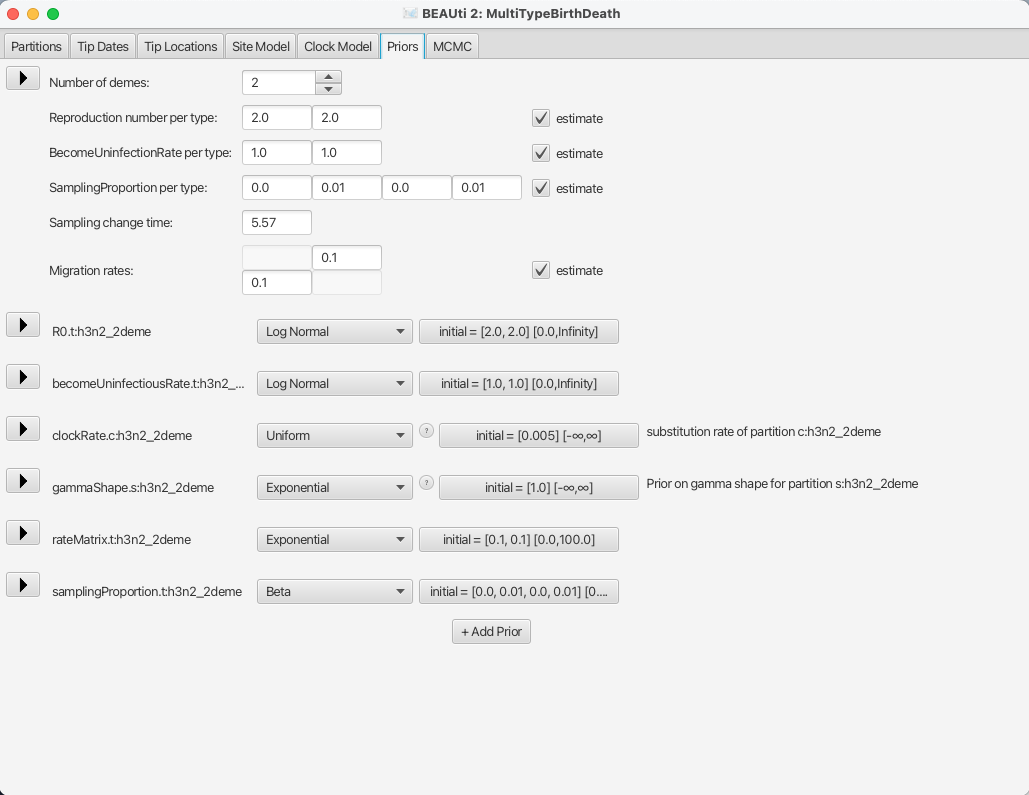 BEAUti 2: MultiTypeBirthDeath
Partitions Tip Dates Tip Locations Site Model Clock Model Priors MCMC
Number of demes: 2
Reproduction number per type: 2.0 2.0 estimate
BecomeUninfectionRate per type: 1.0 1.0 estimate
SamplingProportion per type: 0.0 0.01 0.0 0.01 estimate
Sampling change time: 5.57
0.1
Migration rates: estimate
0.1
R0.t:h3n2_2deme Log Normal initial = [2.0, 2.0] [0.0,Infinity]
becomeUninfectiousRate.t:h3n2_... Log Normal initial = [1.0, 1.0] [0.0,Infinity]
clockRate.c:h3n2_2deme Uniform ? initial = [0.005] [-∞,∞] substitution rate of partition c:h3n2_2deme
gammaShape.s:h3n2_2deme Exponential ? initial = [1.0] [-∞,∞] Prior on gamma shape for partition s:h3n2_2deme
rateMatrix.t:h3n2_2deme Exponential initial = [0.1, 0.1] [0.0,100.0]
samplingProportion.t:h3n2_2deme Beta initial = [0.0, 0.01, 0.0, 0.01] [0....
+ Add Prior